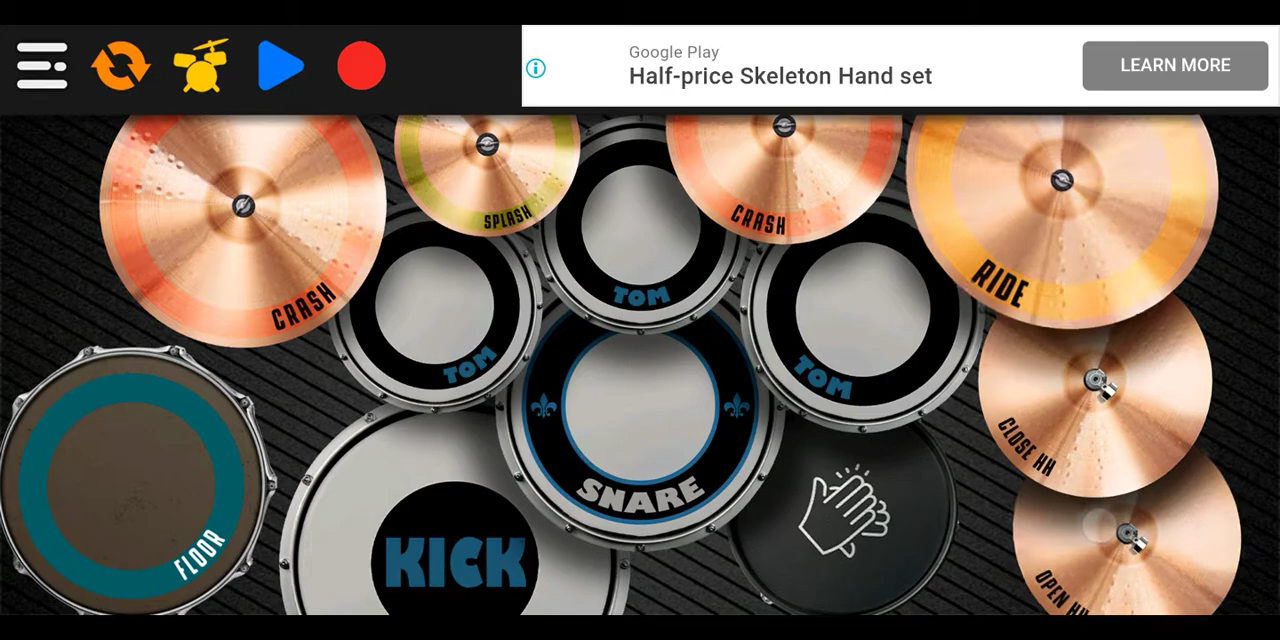 Google Play
Half-price Skeleton Hand set
LEARN MORE
SPLASH
CRASH
CRASH
RIDE
TOM
TOM
TOM
CLOSE HH
SNARE
FLOOR
KICK
OPEN HH